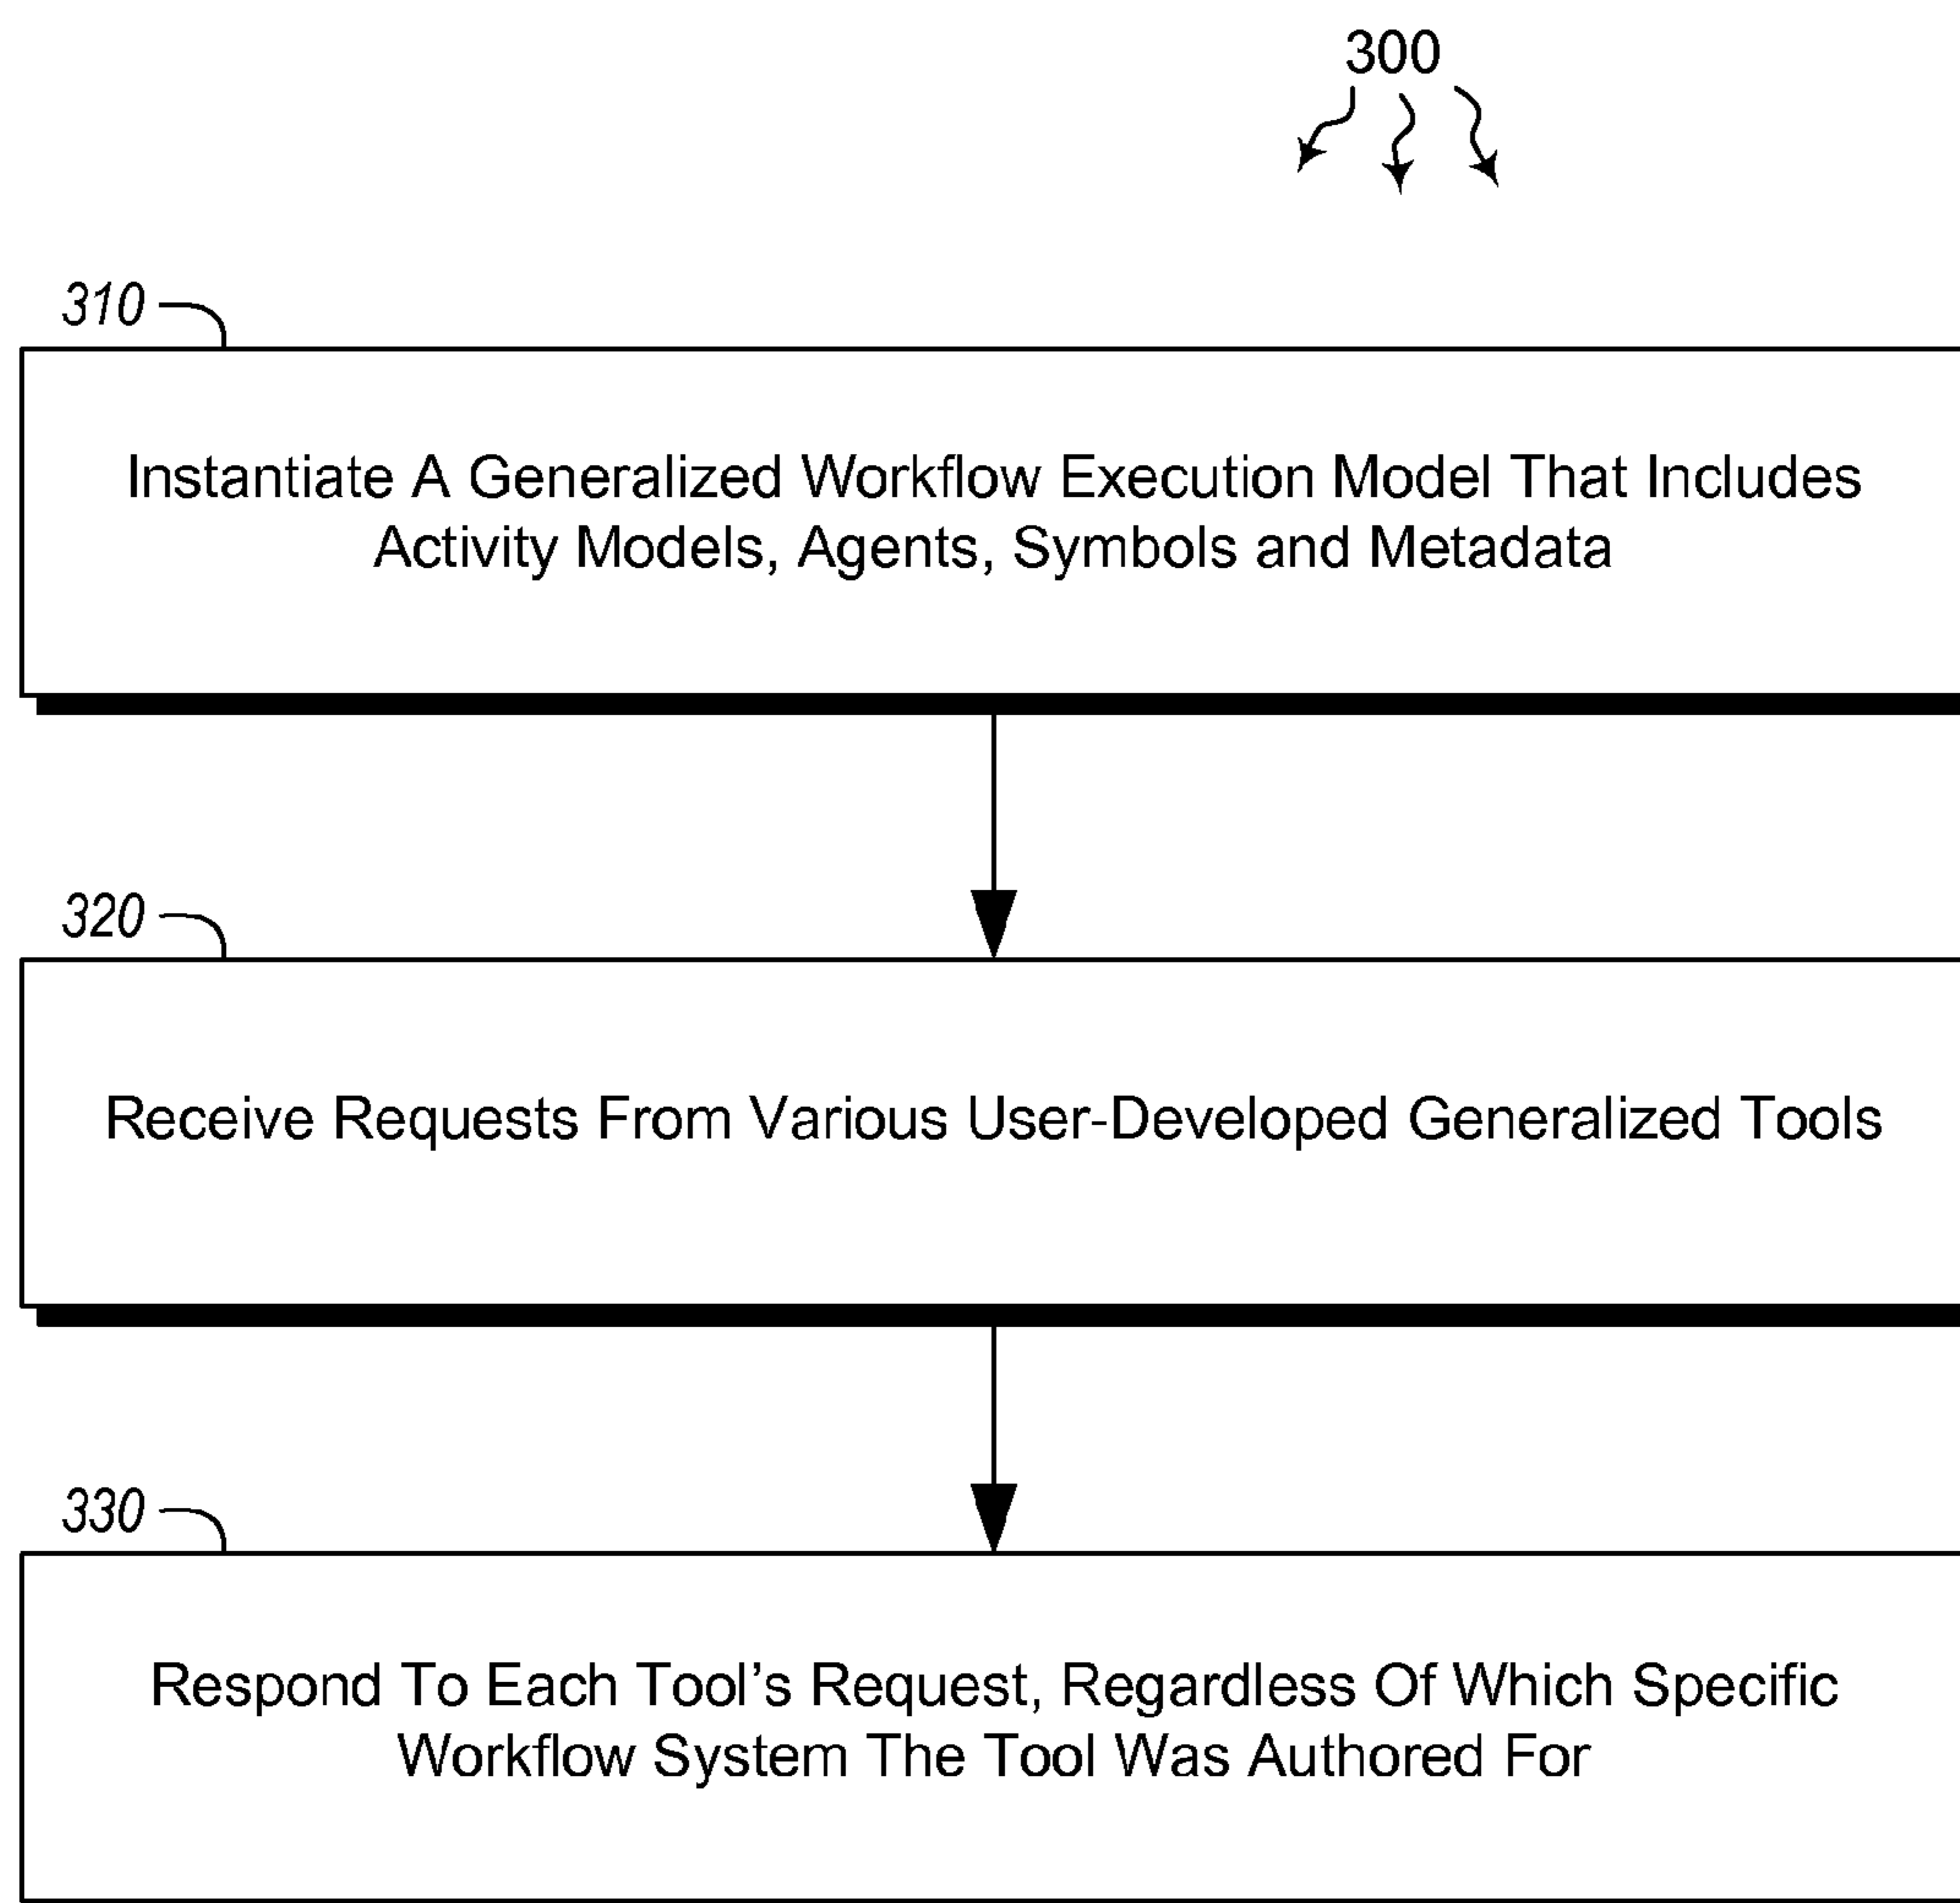 300
310
Instantiate A Generalized Workflow Execution Model That Includes
Activity Models, Agents, Symbols and Metadata
320
Receive Requests From Various User-Developed Generalized Tools
330
Respond To Each Tool's Request, Regardless Of Which Specific
Workflow System The Tool Was Authored For